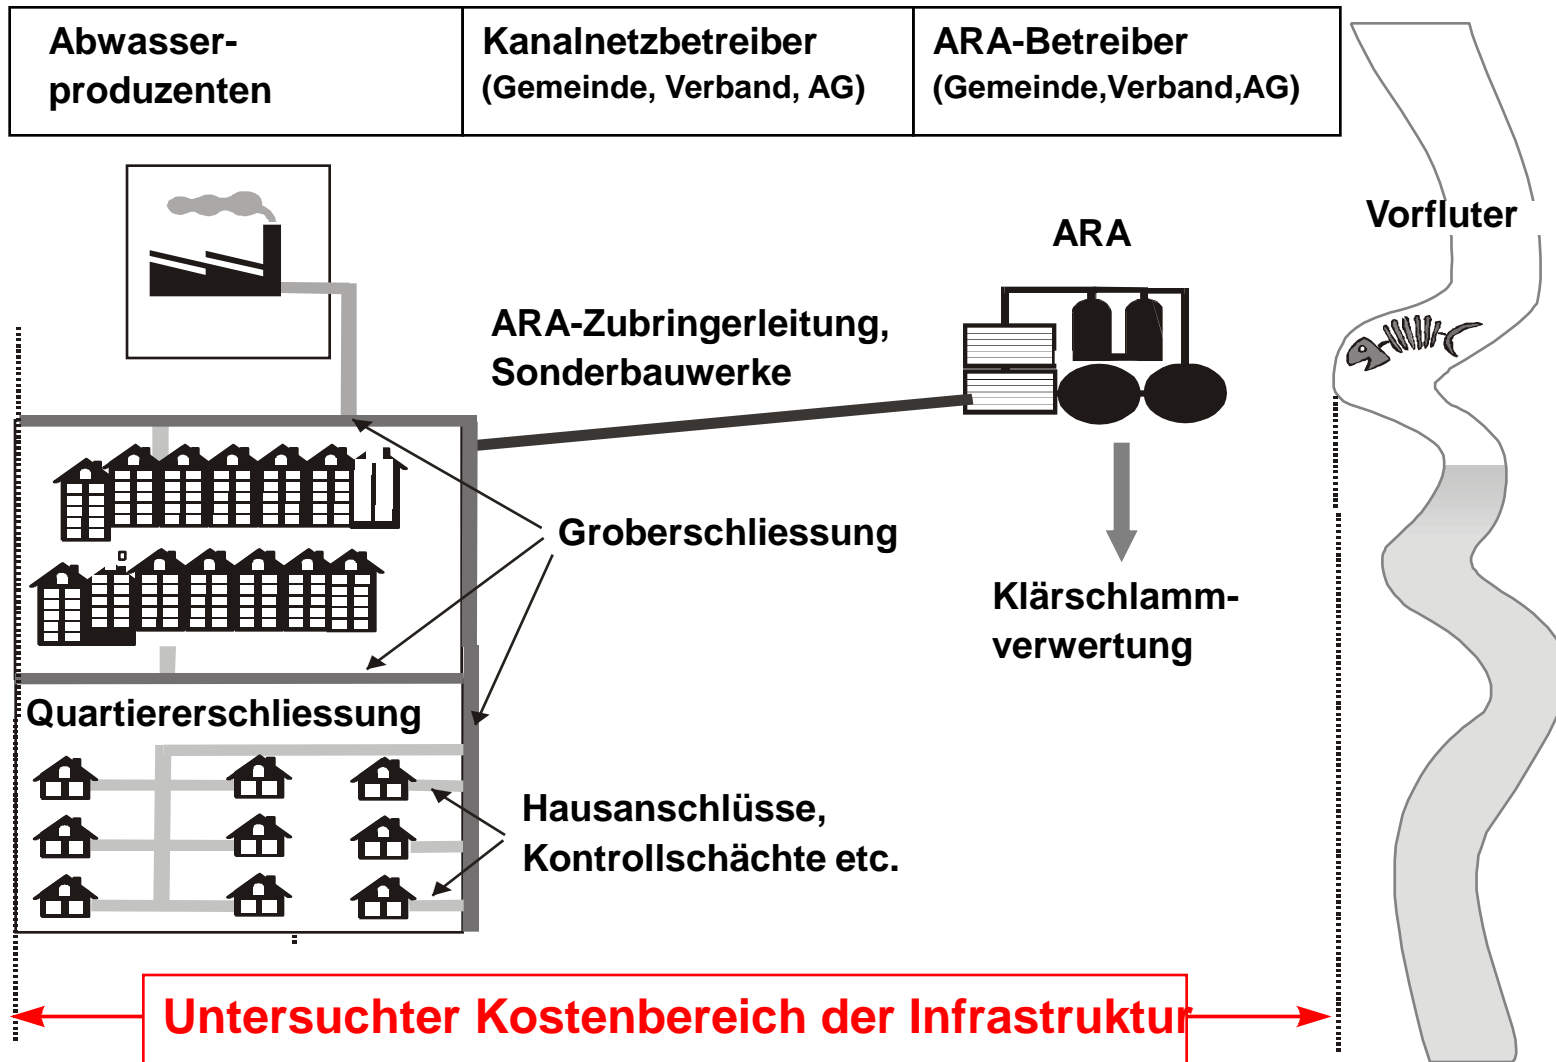 Abwasser-
produzenten
Kanalnetzbetreiber
(Gemeinde, Verband, AG)
ARA-Betreiber
(Gemeinde,Verband,AG)
Vorfluter
ARA
ARA-Zubringerleitung,
Sonderbauwerke
Groberschliessung
Klärschlamm-
verwertung
Quartiererschliessung
Hausanschlüsse,
Kontrollschächte etc.
Untersuchter Kostenbereich der Infrastruktur